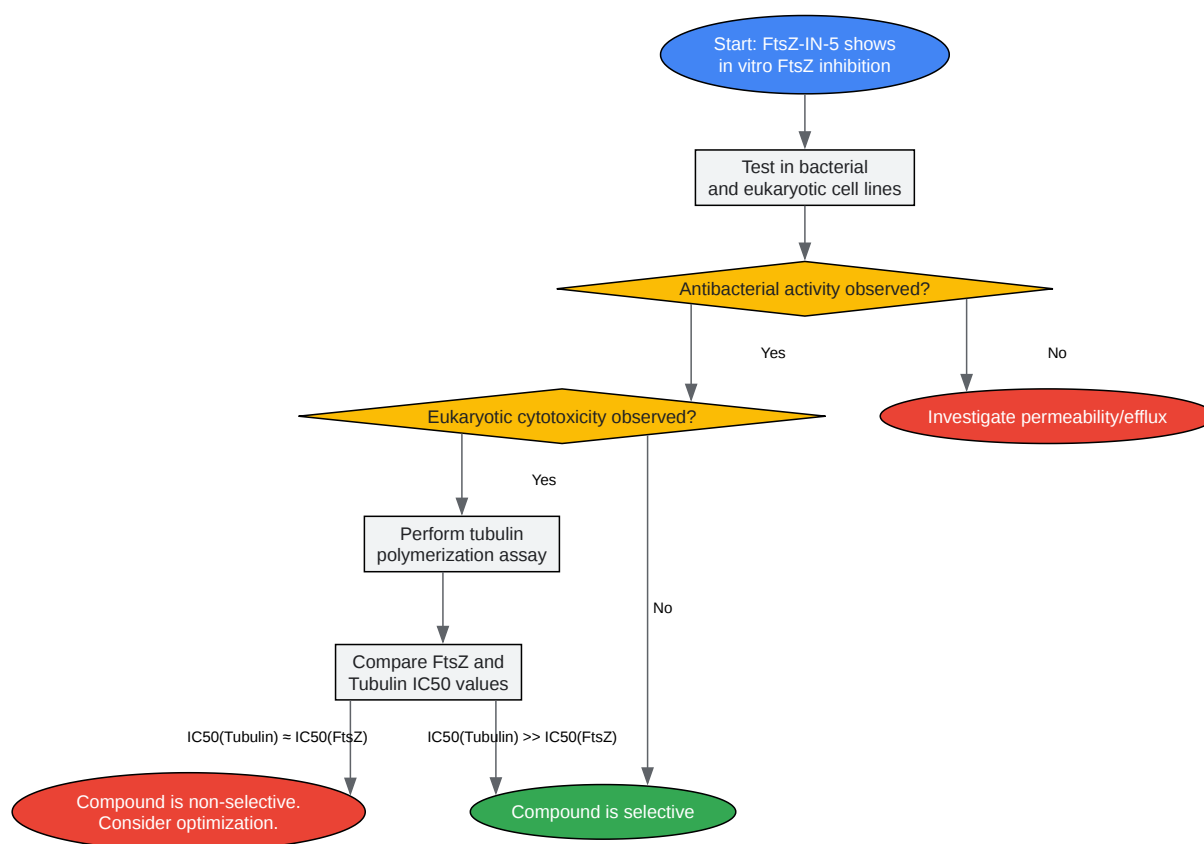 Start: FtsZ-IN-5 shows
in vitro FtsZ inhibition
Test in bacterial
and eukaryotic cell lines
Antibacterial activity observed?
Yes
No
Eukaryotic cytotoxicity observed?
Investigate permeability/efflux
Yes
Perform tubulin
polymerization assay
No
Compare FtsZ and
Tubulin IC50 values
IC50(Tubulin) ≈ IC50(FtsZ)
IC50(Tubulin) >> IC50(FtsZ)
Compound is non-selective.
Consider optimization.
Compound is selective